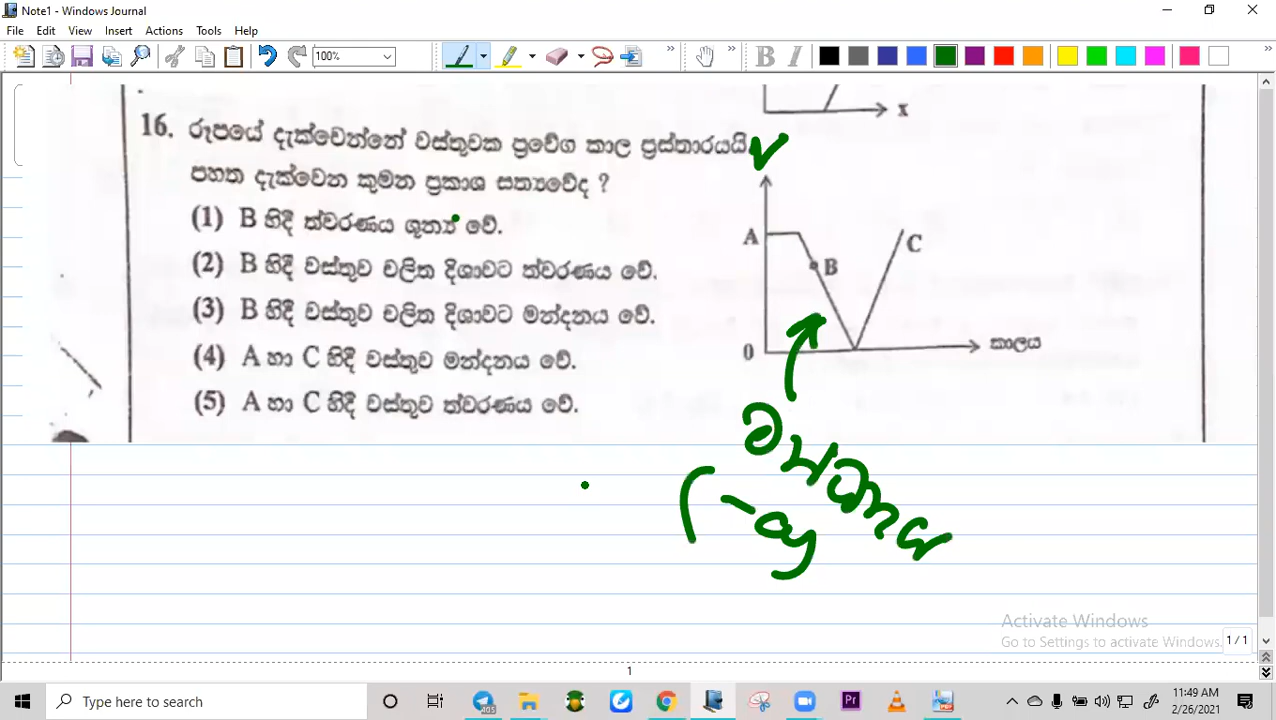 Note1 - Windows Journal
File Edit View Insert Actions Tools Help
100%
B I
x
16. රූපයේ දැක්වෙන්නේ වස්තුවක ප්‍රවේග කාල ප්‍රස්තාරයයි
පහත දැක්වෙන කුමන ප්‍රකාශ සත්‍යවේද ?
(1) B හිදී ත්වරණය ශූන්‍ය වේ.
(2) B හිදී වස්තුව චලිත දිශාවට ත්වරණය වේ.
(3) B හිදී වස්තුව චලිත දිශාවට මන්දනය වේ.
(4) A හා C හිදී වස්තුව මන්දනය වේ.
(5) A හා C හිදී වස්තුව ත්වරණය වේ.
V
A
B
C
0
කාලය
(-
Activate Windows
Go to Settings to activate Windows.
1 / 1
1
Type here to search
405
Pr
11:49 AM
2/26/2021